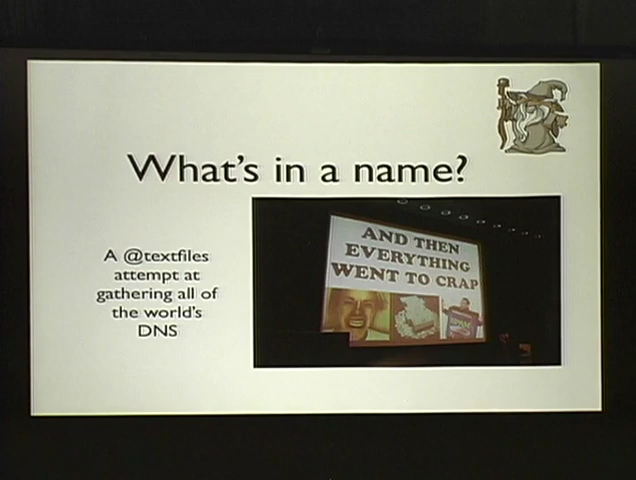 What's in a name?
A @textfiles
attempt at
gathering all of
the world's
DNS
AND THEN
EVERYTHING
WENT TO CRAP